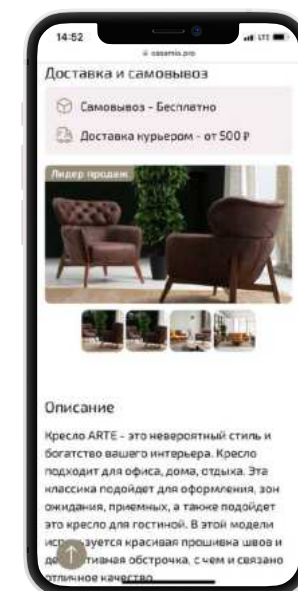 14:52
LTE
casamia.pro
Доставка и самовывоз
Самовывоз - Бесплатно
Доставка курьером - от 500 ₽
Лидер продаж
Описание
Кресло ARTE - это невероятный стиль и
богатство вашего интерьера. Кресло
подходит для офиса, дома, отдыха. Эта
классика подойдет для оформления, зон
ожидания, приемных, а также подойдет
это кресло для гостиной. В этой модели
используется красивая прошивка швов и
обстрочка, с чем и связано
отличное качество